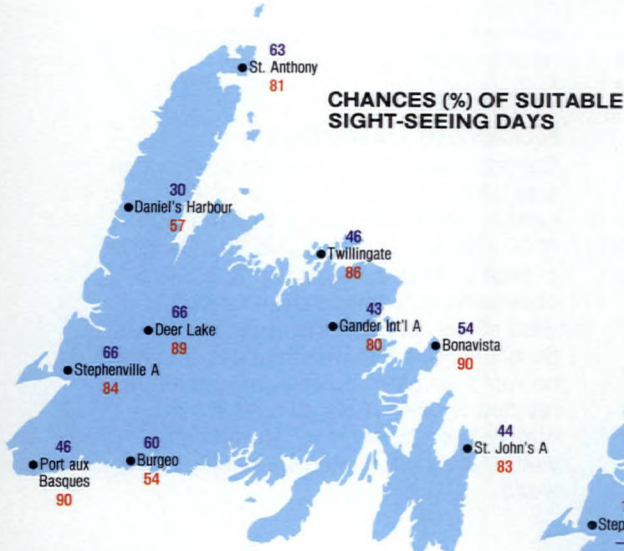 63
St. Anthony
81
CHANCES (%) OF SUITABLE
SIGHT-SEEING DAYS
30
Daniel's Harbour
57
46
Twillingate
86
66
Deer Lake
89
43
Gander Int'l A
80
54
Bonavista
90
66
Stephenville A
84
44
St. John's A
83
46
Port aux
Basques
90
60
Burgeo
54
Step